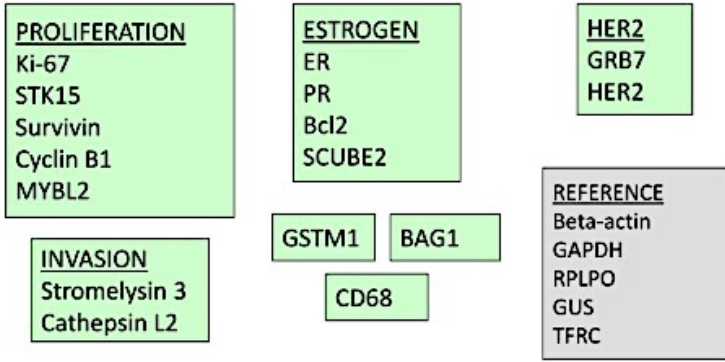 PROLIFERATION
Ki-67
STK15
Survivin
Cyclin B1
MYBL2
ESTROGEN
ER
PR
Bcl2
SCUBE2
HER2
GRB7
HER2
INVASION
Stromelysin 3
Cathepsin L2
GSTM1
BAG1
CD68
REFERENCE
Beta-actin
GAPDH
RPLPO
GUS
TFRC